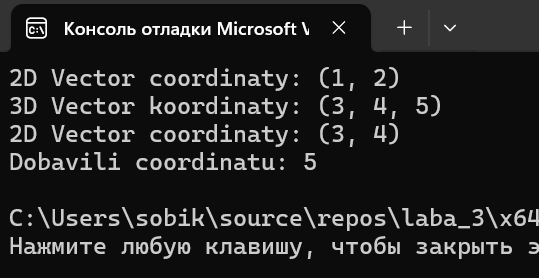 Консоль отладки Microsoft V
2D Vector coordinaty: (1, 2)
3D Vector koordinaty: (3, 4, 5)
2D Vector coordinaty: (3, 4)
Dobavili coordinatu: 5
C:\Users\sobik\source\repos\laba_3\x64
Нажмите любую клавишу, чтобы закрыть э